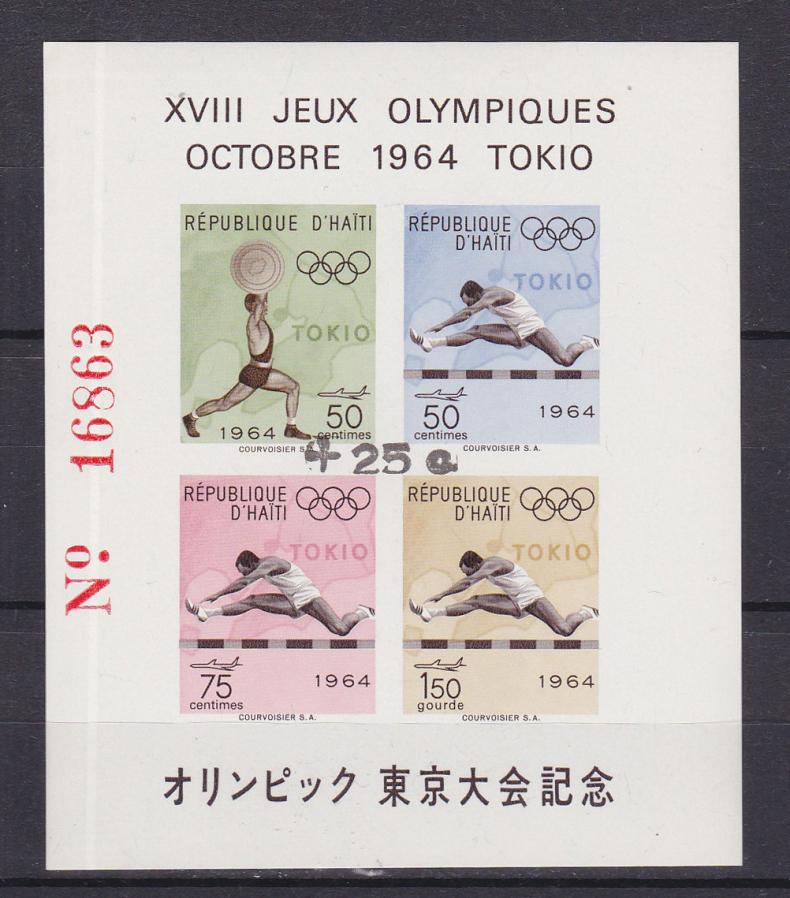 XVIII JEUX OLYMPIQUES
OCTOBRE 1964 TOKIO
RÉPUBLIQUE D'HAÏTI
TOKIO
1964
50
centimes
COURVOISIER S.A.
RÉPUBLIQUE
D'HAÏTI
TOKIO
50
centimes
1964
COURVOISIER S.A.
+ 25c
RÉPUBLIQUE
D'HAÏTI
TOKIO
75
centimes
1964
COURVOISIER S.A.
RÉPUBLIQUE
D'HAÏTI
TOKIO
1.50
gourde
1964
COURVOISIER S.A.
オリンピック 東京大会記念
Nº. 16863